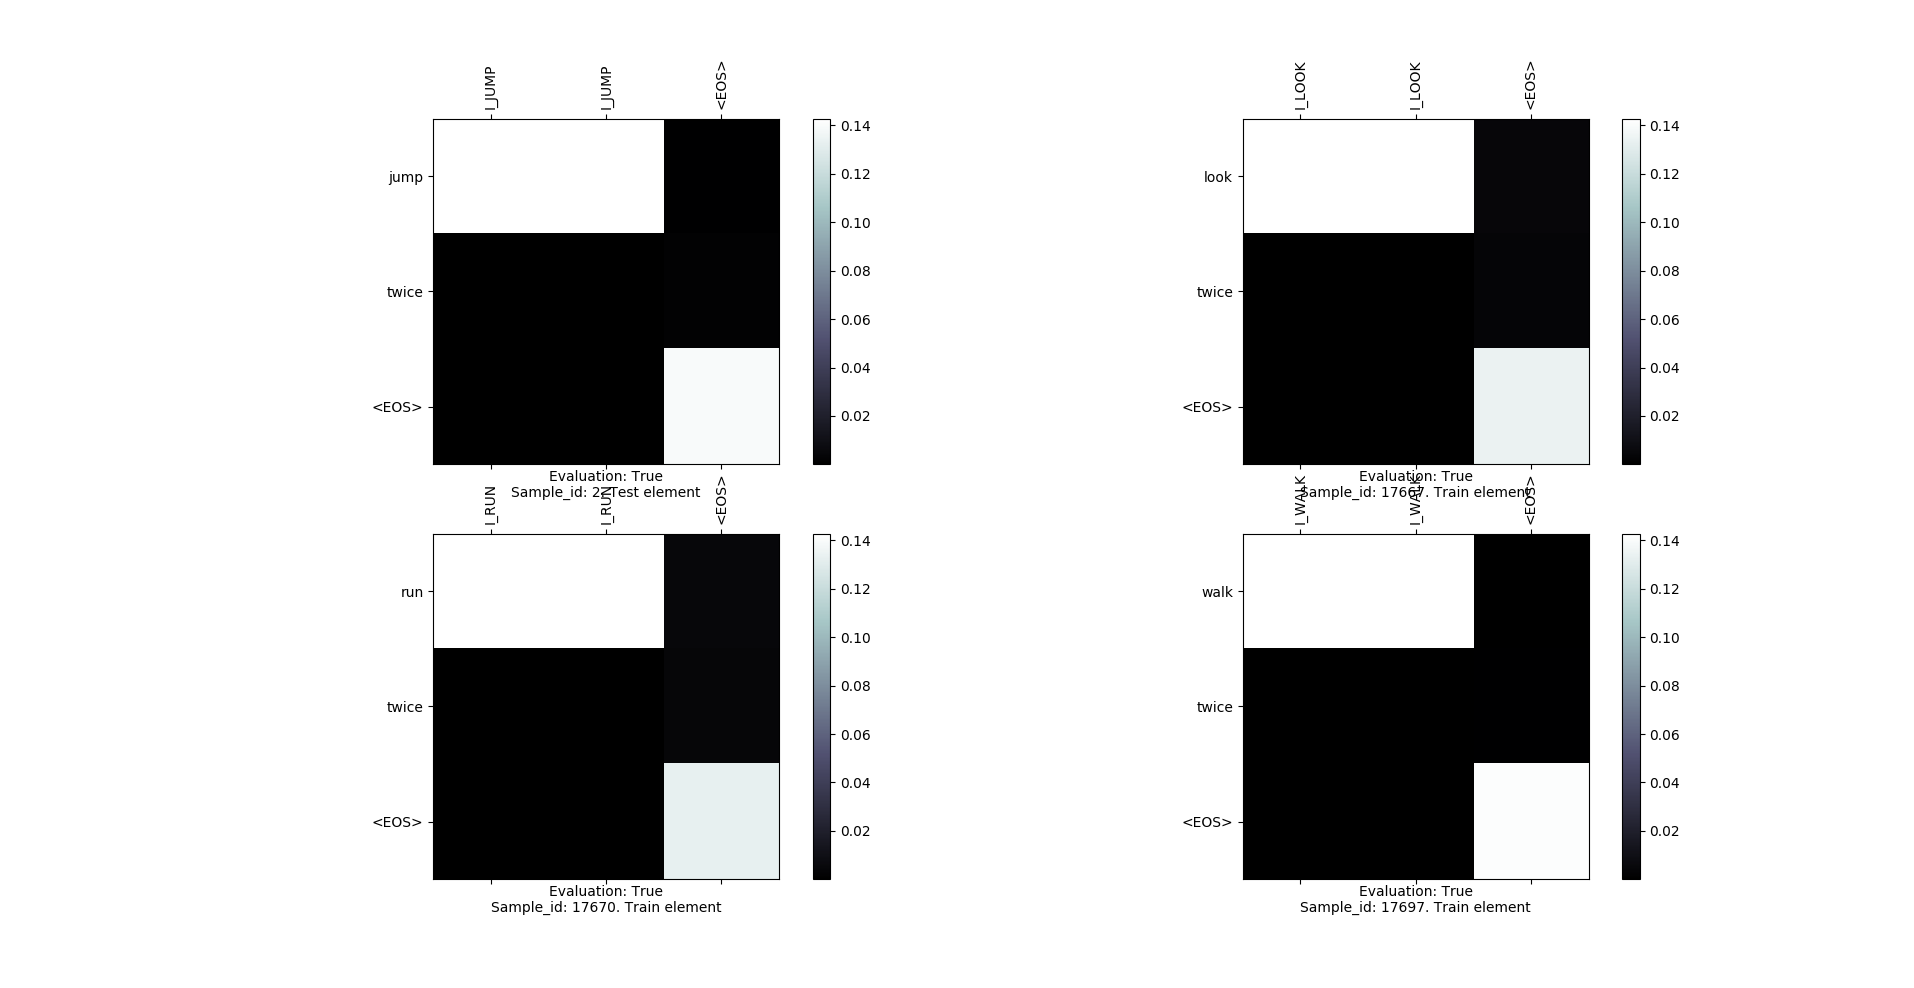 I_JUMP
I_JUMP
<EOS>
jump
twice
<EOS>
0.14
0.12
0.10
0.08
0.06
0.04
0.02
Evaluation: True
Sample_id: 2. Test element
I_LOOK
I_LOOK
<EOS>
look
twice
<EOS>
0.14
0.12
0.10
0.08
0.06
0.04
0.02
Evaluation: True
Sample_id: 17667. Train element
I_RUN
I_RUN
<EOS>
run
twice
<EOS>
0.14
0.12
0.10
0.08
0.06
0.04
0.02
Evaluation: True
Sample_id: 17670. Train element
I_WALK
I_WALK
<EOS>
walk
twice
<EOS>
0.14
0.12
0.10
0.08
0.06
0.04
0.02
Evaluation: True
Sample_id: 17697. Train element